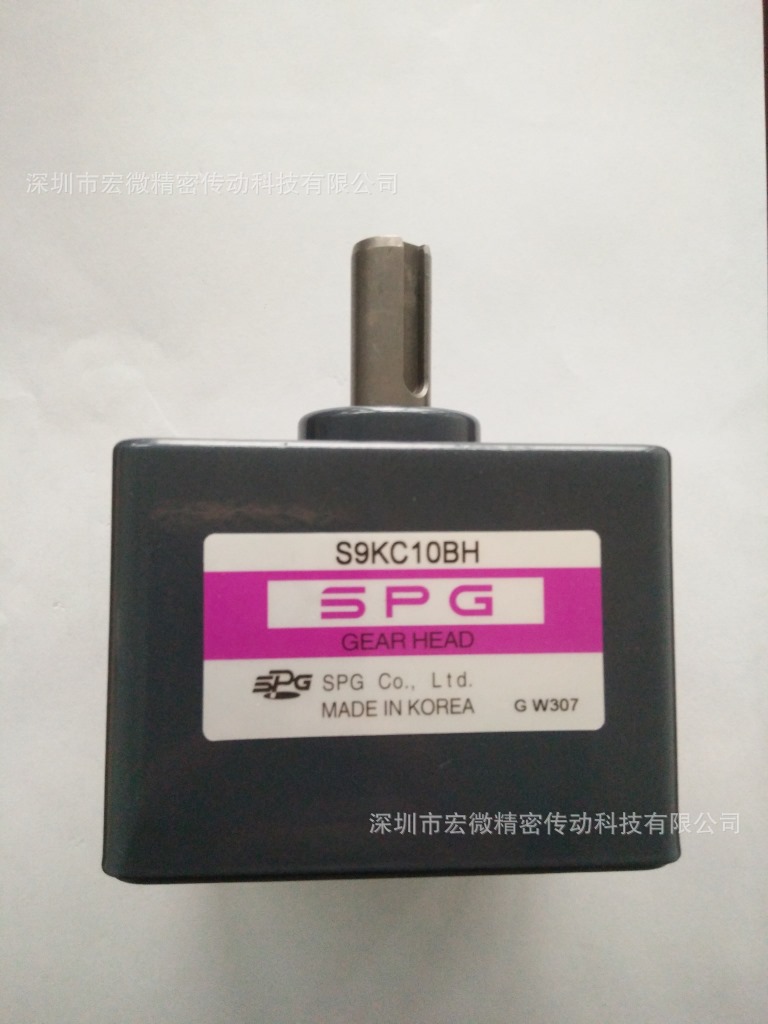 深圳市宏微精密传动科技有限公司
S9KC10BH
SPG
GEAR HEAD
SPG SPG Co., Ltd.
MADE IN KOREA G W307
深圳市宏微精密传动科技有限公司